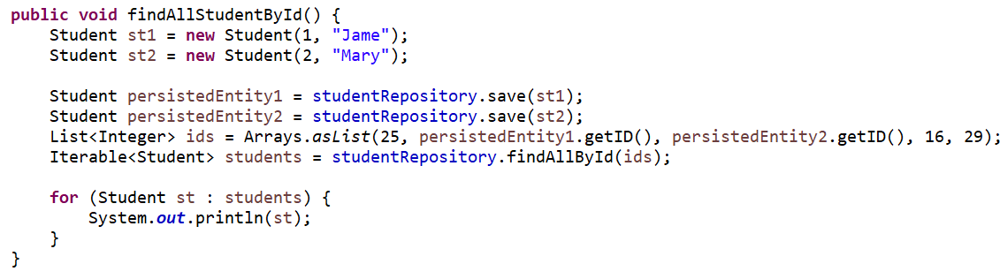 public void findAllStudentById() {
    Student st1 = new Student(1, "Jame");
    Student st2 = new Student(2, "Mary");

    Student persistedEntity1 = studentRepository.save(st1);
    Student persistedEntity2 = studentRepository.save(st2);
    List<Integer> ids = Arrays.asList(25, persistedEntity1.getID(), persistedEntity2.getID(), 16, 29);
    Iterable<Student> students = studentRepository.findAllById(ids);

    for (Student st : students) {
        System.out.println(st);
    }
}